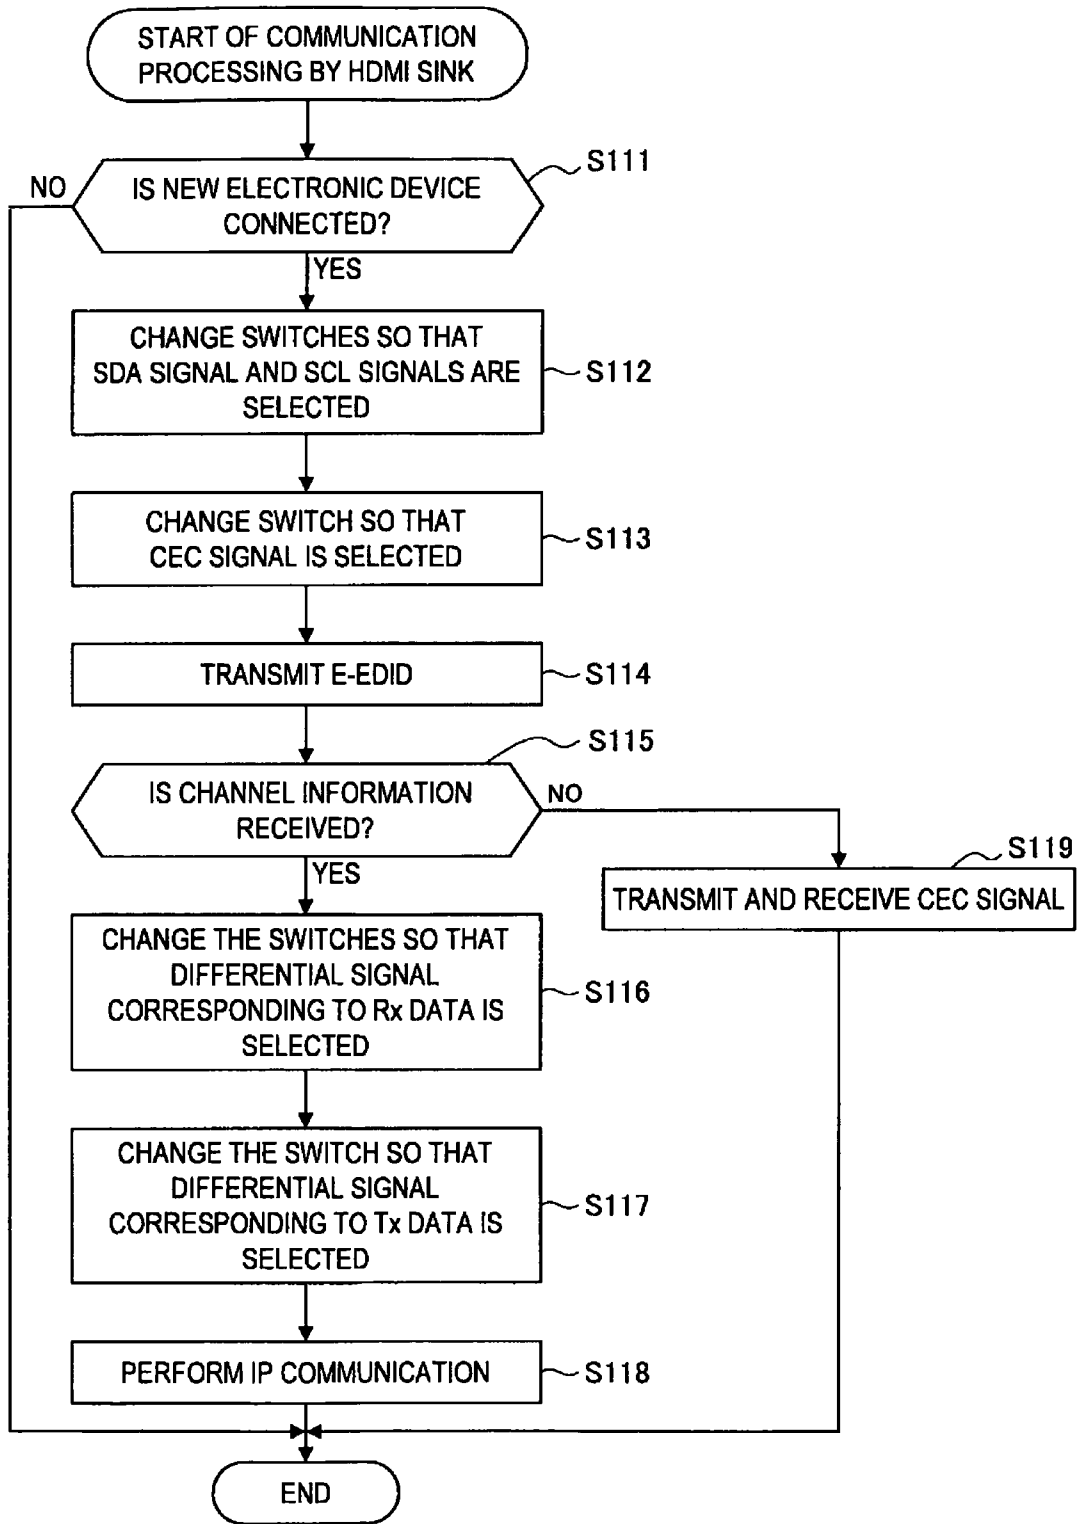 START OF COMMUNICATION
PROCESSING BY HDMI SINK
S111
NO
IS NEW ELECTRONIC DEVICE
CONNECTED?
YES
CHANGE SWITCHES SO THAT
SDA SIGNAL AND SCL SIGNALS ARE
SELECTED
S112
CHANGE SWITCH SO THAT
CEC SIGNAL IS SELECTED
S113
TRANSMIT E-EDID
S114
S115
IS CHANNEL INFORMATION
RECEIVED?
NO
YES
S119
TRANSMIT AND RECEIVE CEC SIGNAL
CHANGE THE SWITCHES SO THAT
DIFFERENTIAL SIGNAL
CORRESPONDING TO Rx DATA IS
SELECTED
S116
CHANGE THE SWITCH SO THAT
DIFFERENTIAL SIGNAL
CORRESPONDING TO Tx DATA IS
SELECTED
S117
PERFORM IP COMMUNICATION
S118
END